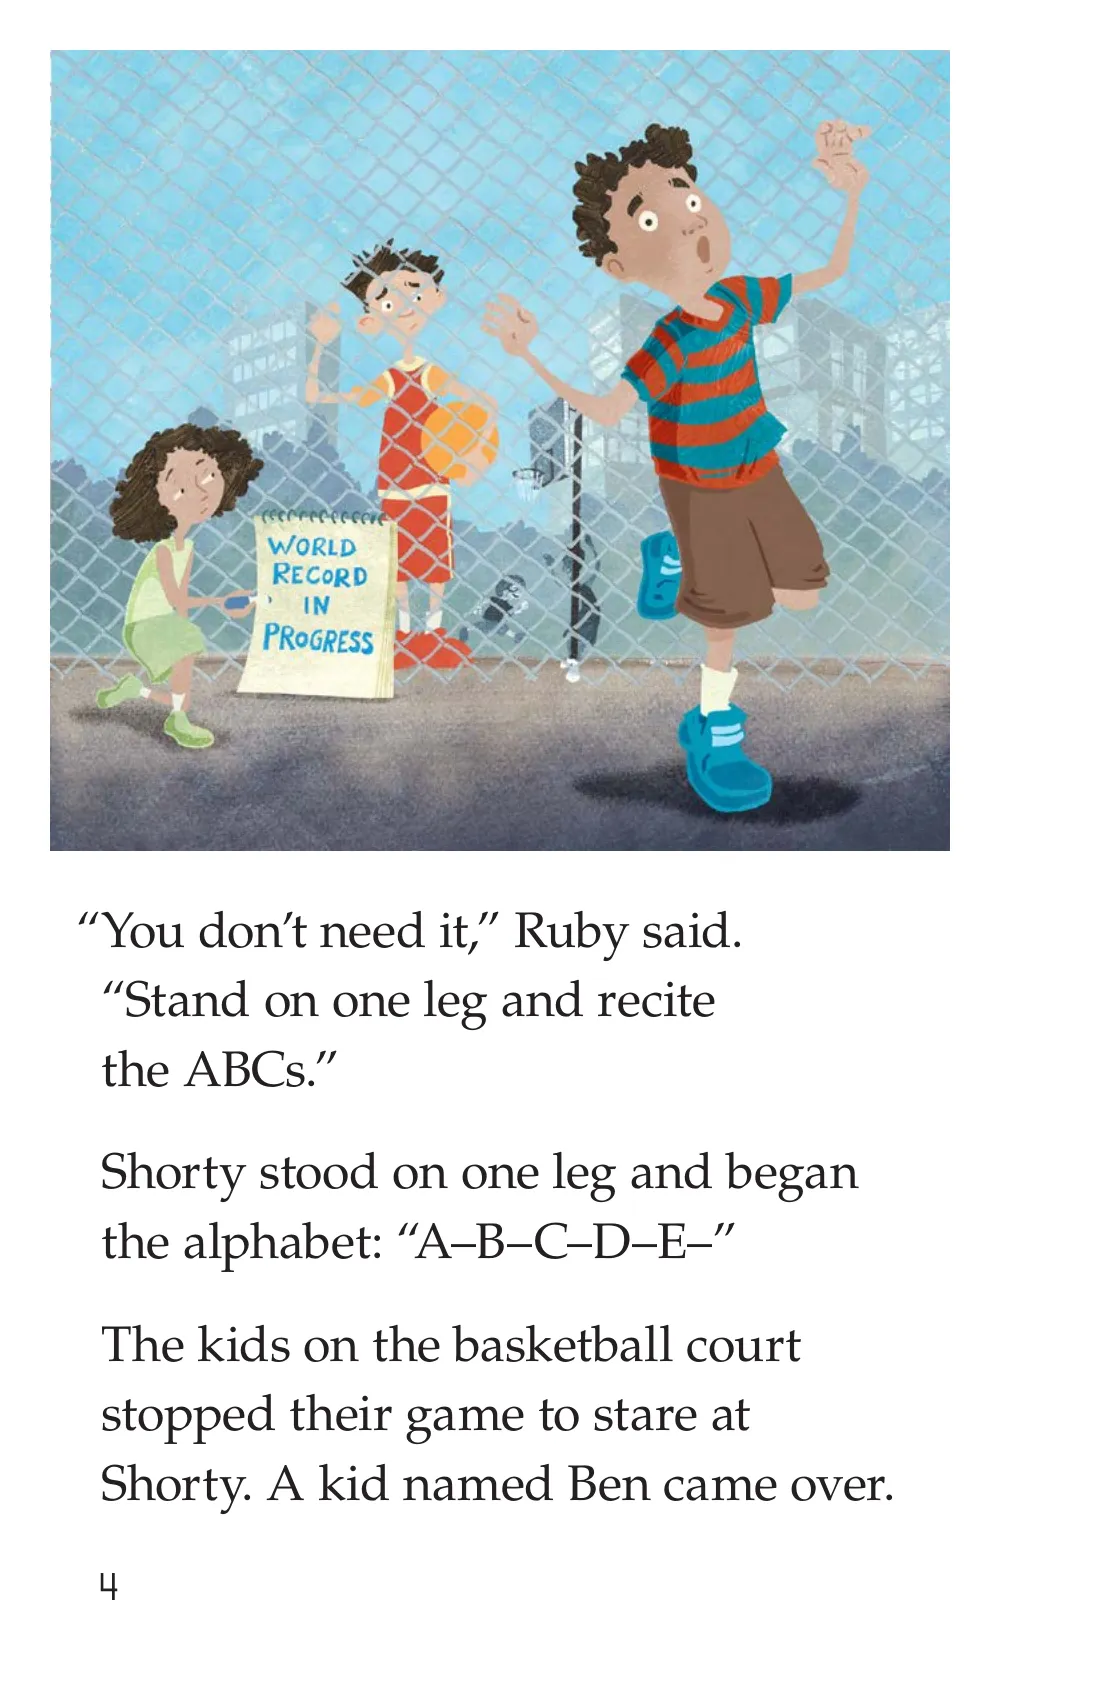 WORLD
RECORD
IN
PROGRESS
“You don’t need it,” Ruby said.
“Stand on one leg and recite
the ABCs.”
Shorty stood on one leg and began
the alphabet: “A–B–C–D–E–”
The kids on the basketball court
stopped their game to stare at
Shorty. A kid named Ben came over.
4